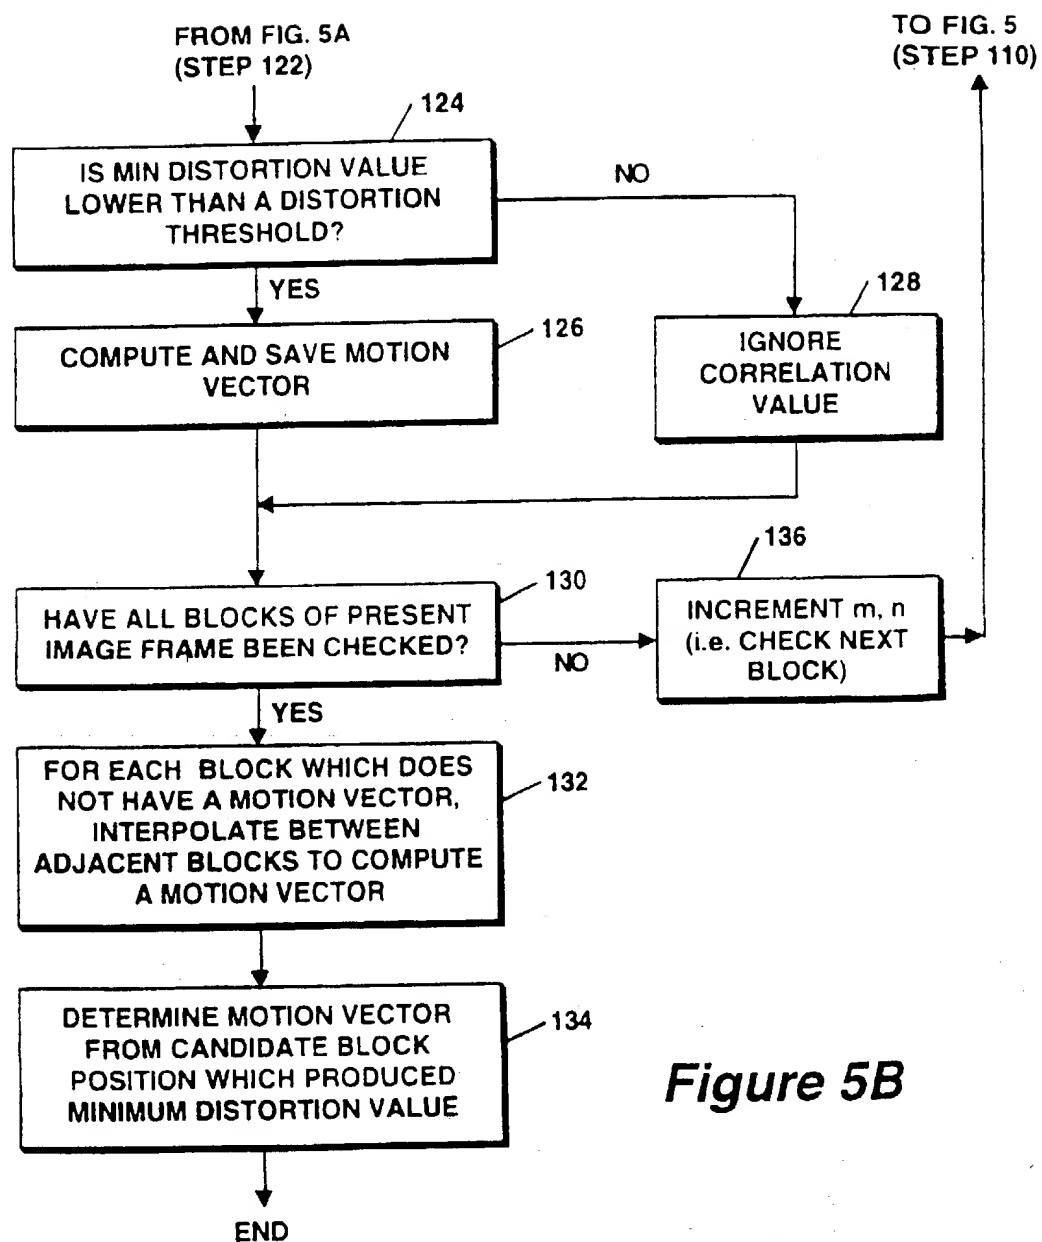 FROM FIG. 5A
(STEP 122)
TO FIG. 5
(STEP 110)
124
IS MIN DISTORTION VALUE
LOWER THAN A DISTORTION
THRESHOLD?
NO
YES
128
126
COMPUTE AND SAVE MOTION
VECTOR
IGNORE
CORRELATION
VALUE
136
130
HAVE ALL BLOCKS OF PRESENT
IMAGE FRAME BEEN CHECKED?
NO
INCREMENT m, n
(i.e. CHECK NEXT
BLOCK)
YES
132
FOR EACH BLOCK WHICH DOES
NOT HAVE A MOTION VECTOR,
INTERPOLATE BETWEEN
ADJACENT BLOCKS TO COMPUTE
A MOTION VECTOR
134
DETERMINE MOTION VECTOR
FROM CANDIDATE BLOCK
POSITION WHICH PRODUCED
MINIMUM DISTORTION VALUE
Figure 5B
END